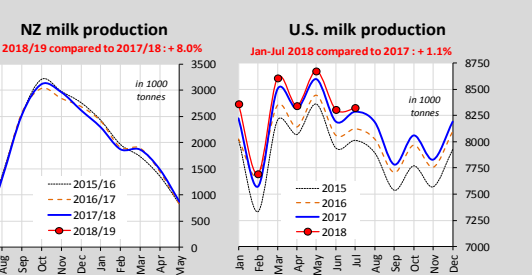 NZ milk production
2018/19 compared to 2017/18 : + 8.0%
in 1000
tonnes
3500
3000
2500
2000
1500
1000
500
0
2015/16
2016/17
2017/18
2018/19
Aug
Sep
Oct
Nov
Dec
Jan
Feb
Mar
Apr
May
U.S. milk production
Jan-Jul 2018 compared to 2017 : + 1.1%
in 1000
tonnes
8750
8500
8250
8000
7750
7500
7250
7000
2015
2016
2017
2018
Jan
Feb
Mar
Apr
May
Jun
Jul
Aug
Sep
Oct
Nov
Dec